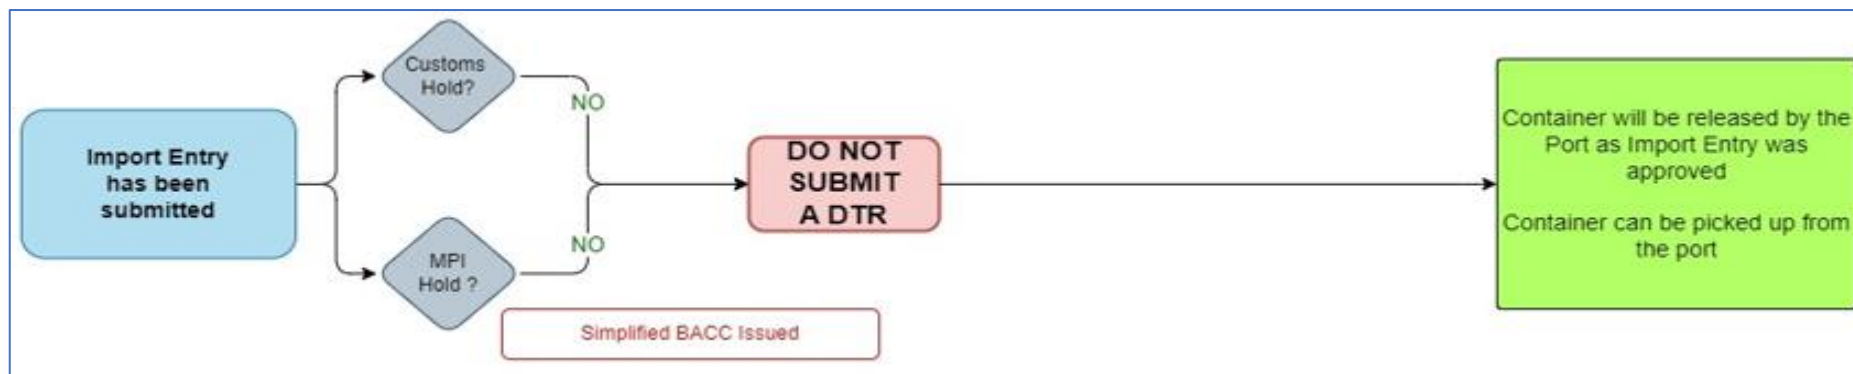 Import Entry
has been
submitted
Customs
Hold?
NO
MPI
Hold ?
NO
Simplified BACC Issued
DO NOT
SUBMIT
A DTR
Container will be released by the
Port as Import Entry was
approved
Container can be picked up from
the port